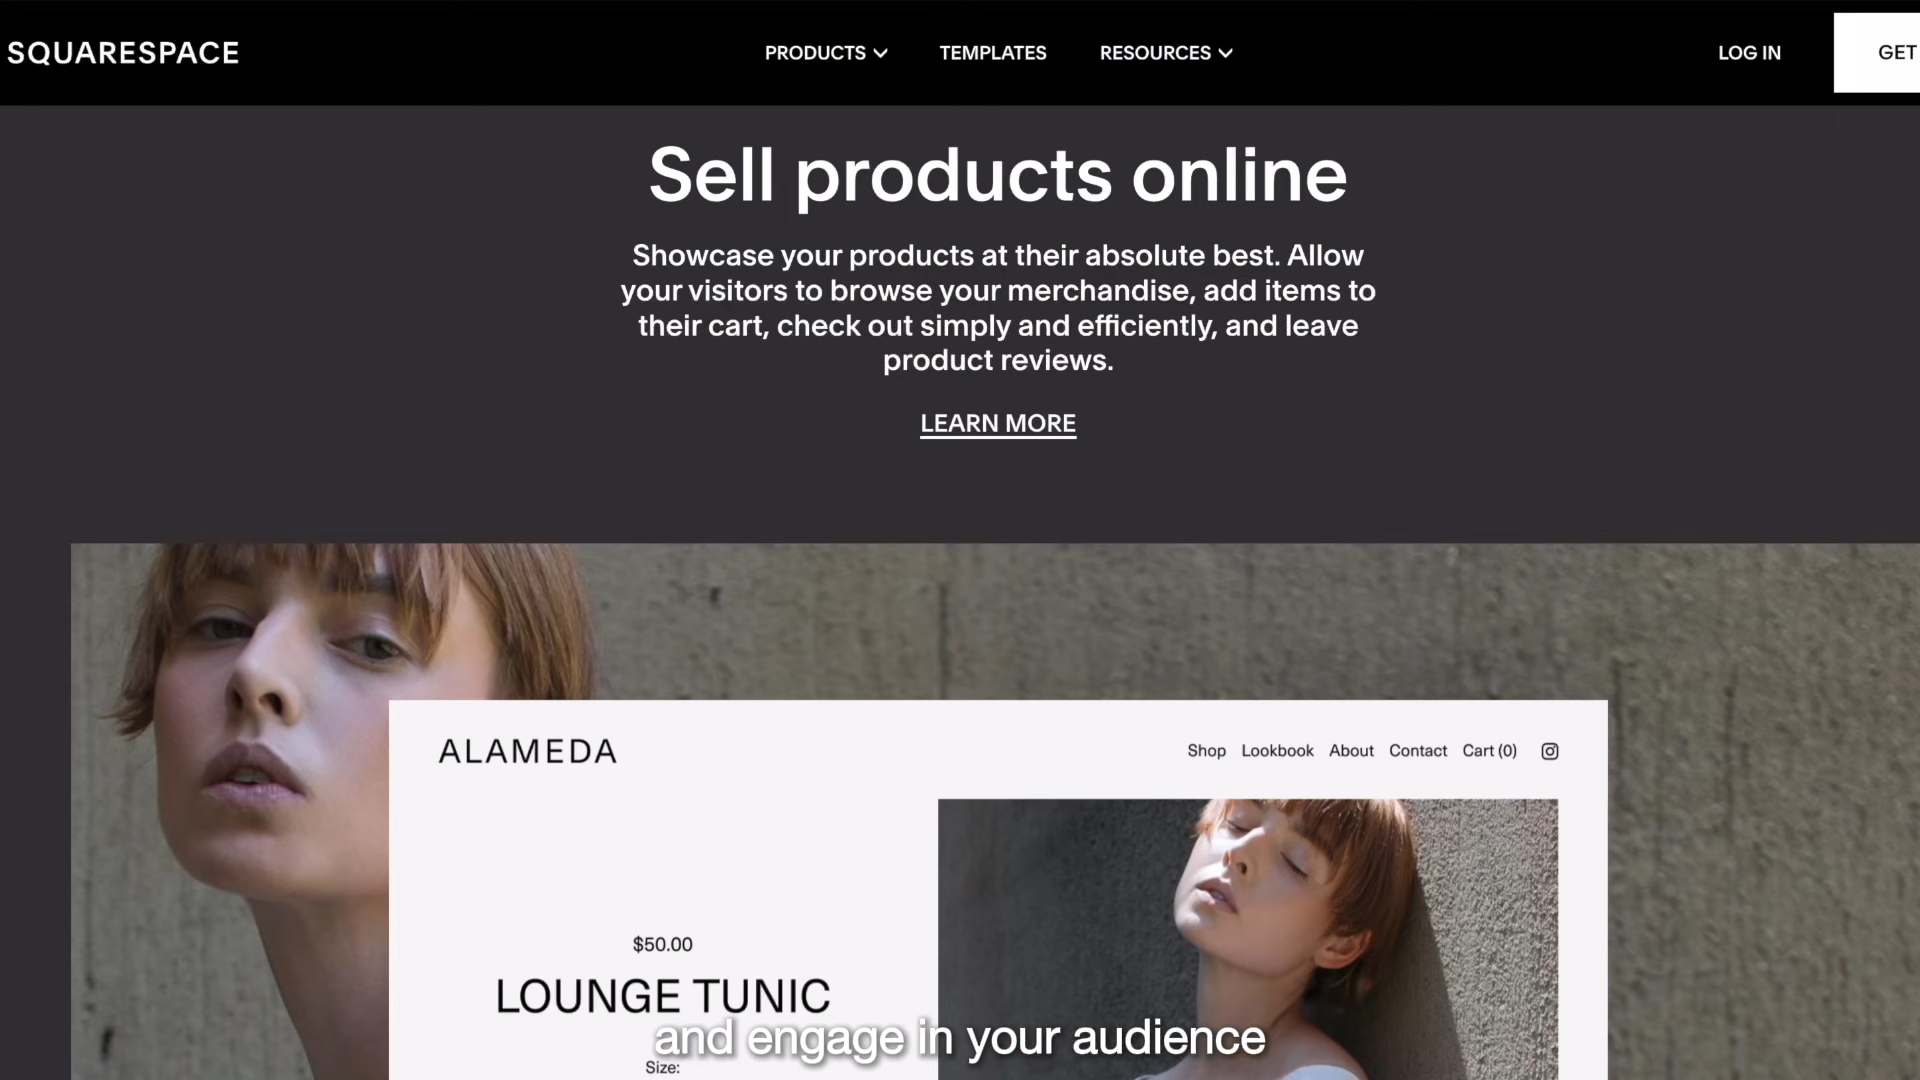 SQUARESPACE
PRODUCTS
TEMPLATES
RESOURCES
LOG IN
GET
Sell products online
Showcase your products at their absolute best. Allow
your visitors to browse your merchandise, add items to
their cart, check out simply and efficiently, and leave
product reviews.
LEARN MORE
ALAMEDA
Shop Lookbook About Contact Cart (0)
$50.00
LOUNGE TUNIC
and engage in your audience
Size: